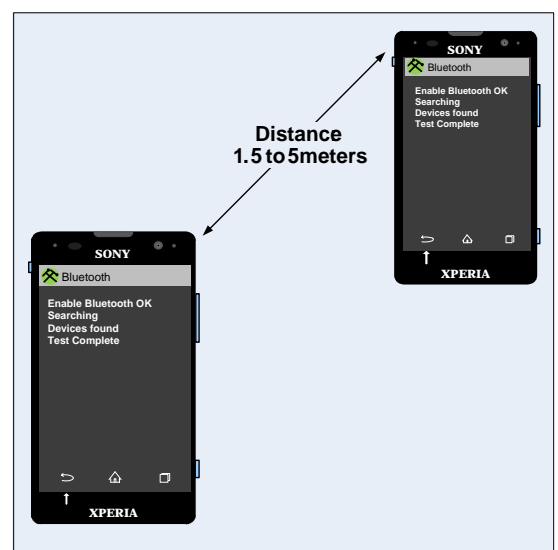 SONY
Bluetooth
Enable Bluetooth OK
Searching
Devices found
Test Complete
XPERIA
Distance
1.5 to 5meters
SONY
Bluetooth
Enable Bluetooth OK
Searching
Devices found
Test Complete
XPERIA